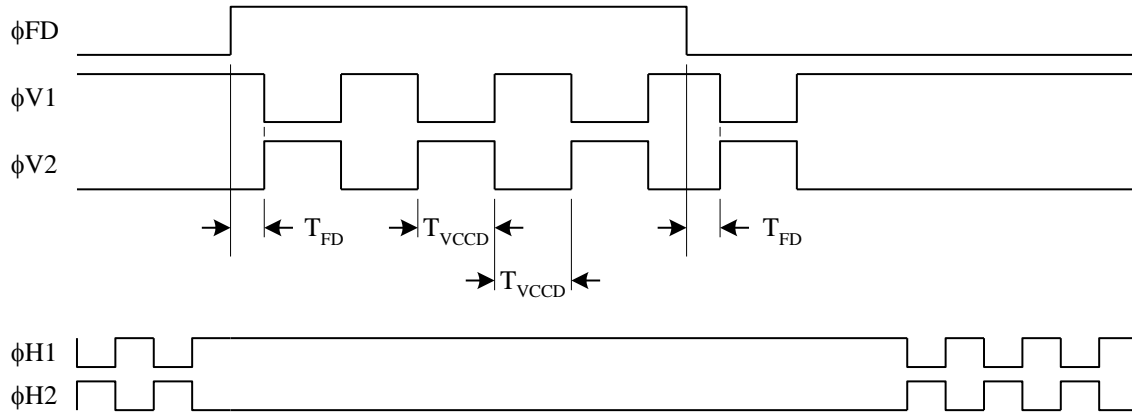 ϕFD
ϕV1
ϕV2
T_FD T_VCCD T_FD
T_VCCD
ϕH1
ϕH2